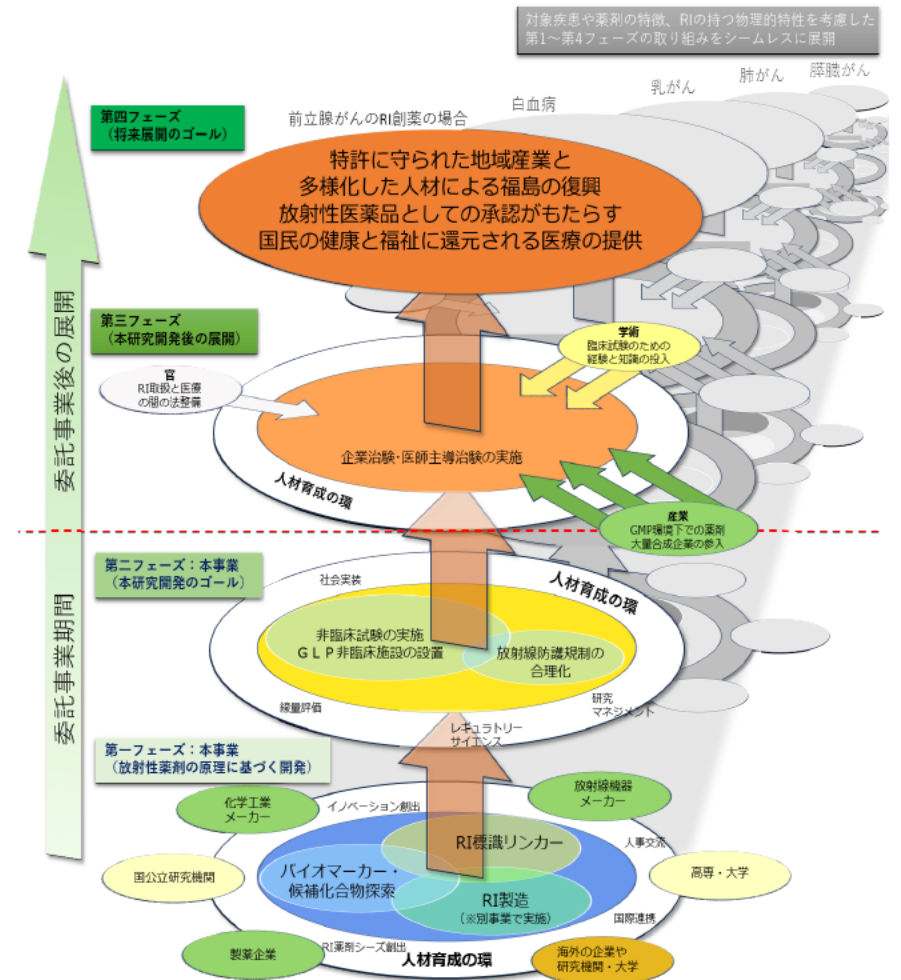 対象疾患や薬剤の特徴、RIの持つ物理的特性を考慮した
第1～第4フェーズの取り組みをシームレスに展開
膵臓がん
肺がん
乳がん
白血病
前立腺がんのRI創薬の場合
第四フェーズ
（将来展開のゴール）
特許に守られた地域産業と
多様化した人材による福島の復興
放射性医薬品としての承認がもたらす
国民の健康と福祉に還元される医療の提供
委託事業後の展開
第三フェーズ
（本研究開発後の展開）
学術
臨床試験のための
経験と知識の投入
官
RI取扱と医療
の間の法整備
企業治験・医師主導治験の実施
人材育成の環
産業
GMP環境下での薬剤
大量合成企業の参入
委託事業期間
第二フェーズ：本事業
（本研究開発のゴール）
社会実装
人材育成の環
非臨床試験の実施
ＧＬＰ非臨床施設の設置
放射線防護規制の
合理化
線量評価
研究
マネジメント
レギュラトリー
サイエンス
第一フェーズ：本事業
（放射性薬剤の原理に基づく開発）
化学工業
メーカー
イノベーション創出
放射線機器
メーカー
RI標識リンカー
人事交流
バイオマーカー・
候補化合物探索
国公立研究機関
高専・大学
RI製造
（※別事業で実施）
国際連携
製薬企業
RI薬剤シーズ創出
人材育成の環
海外の企業や
研究機関・大学